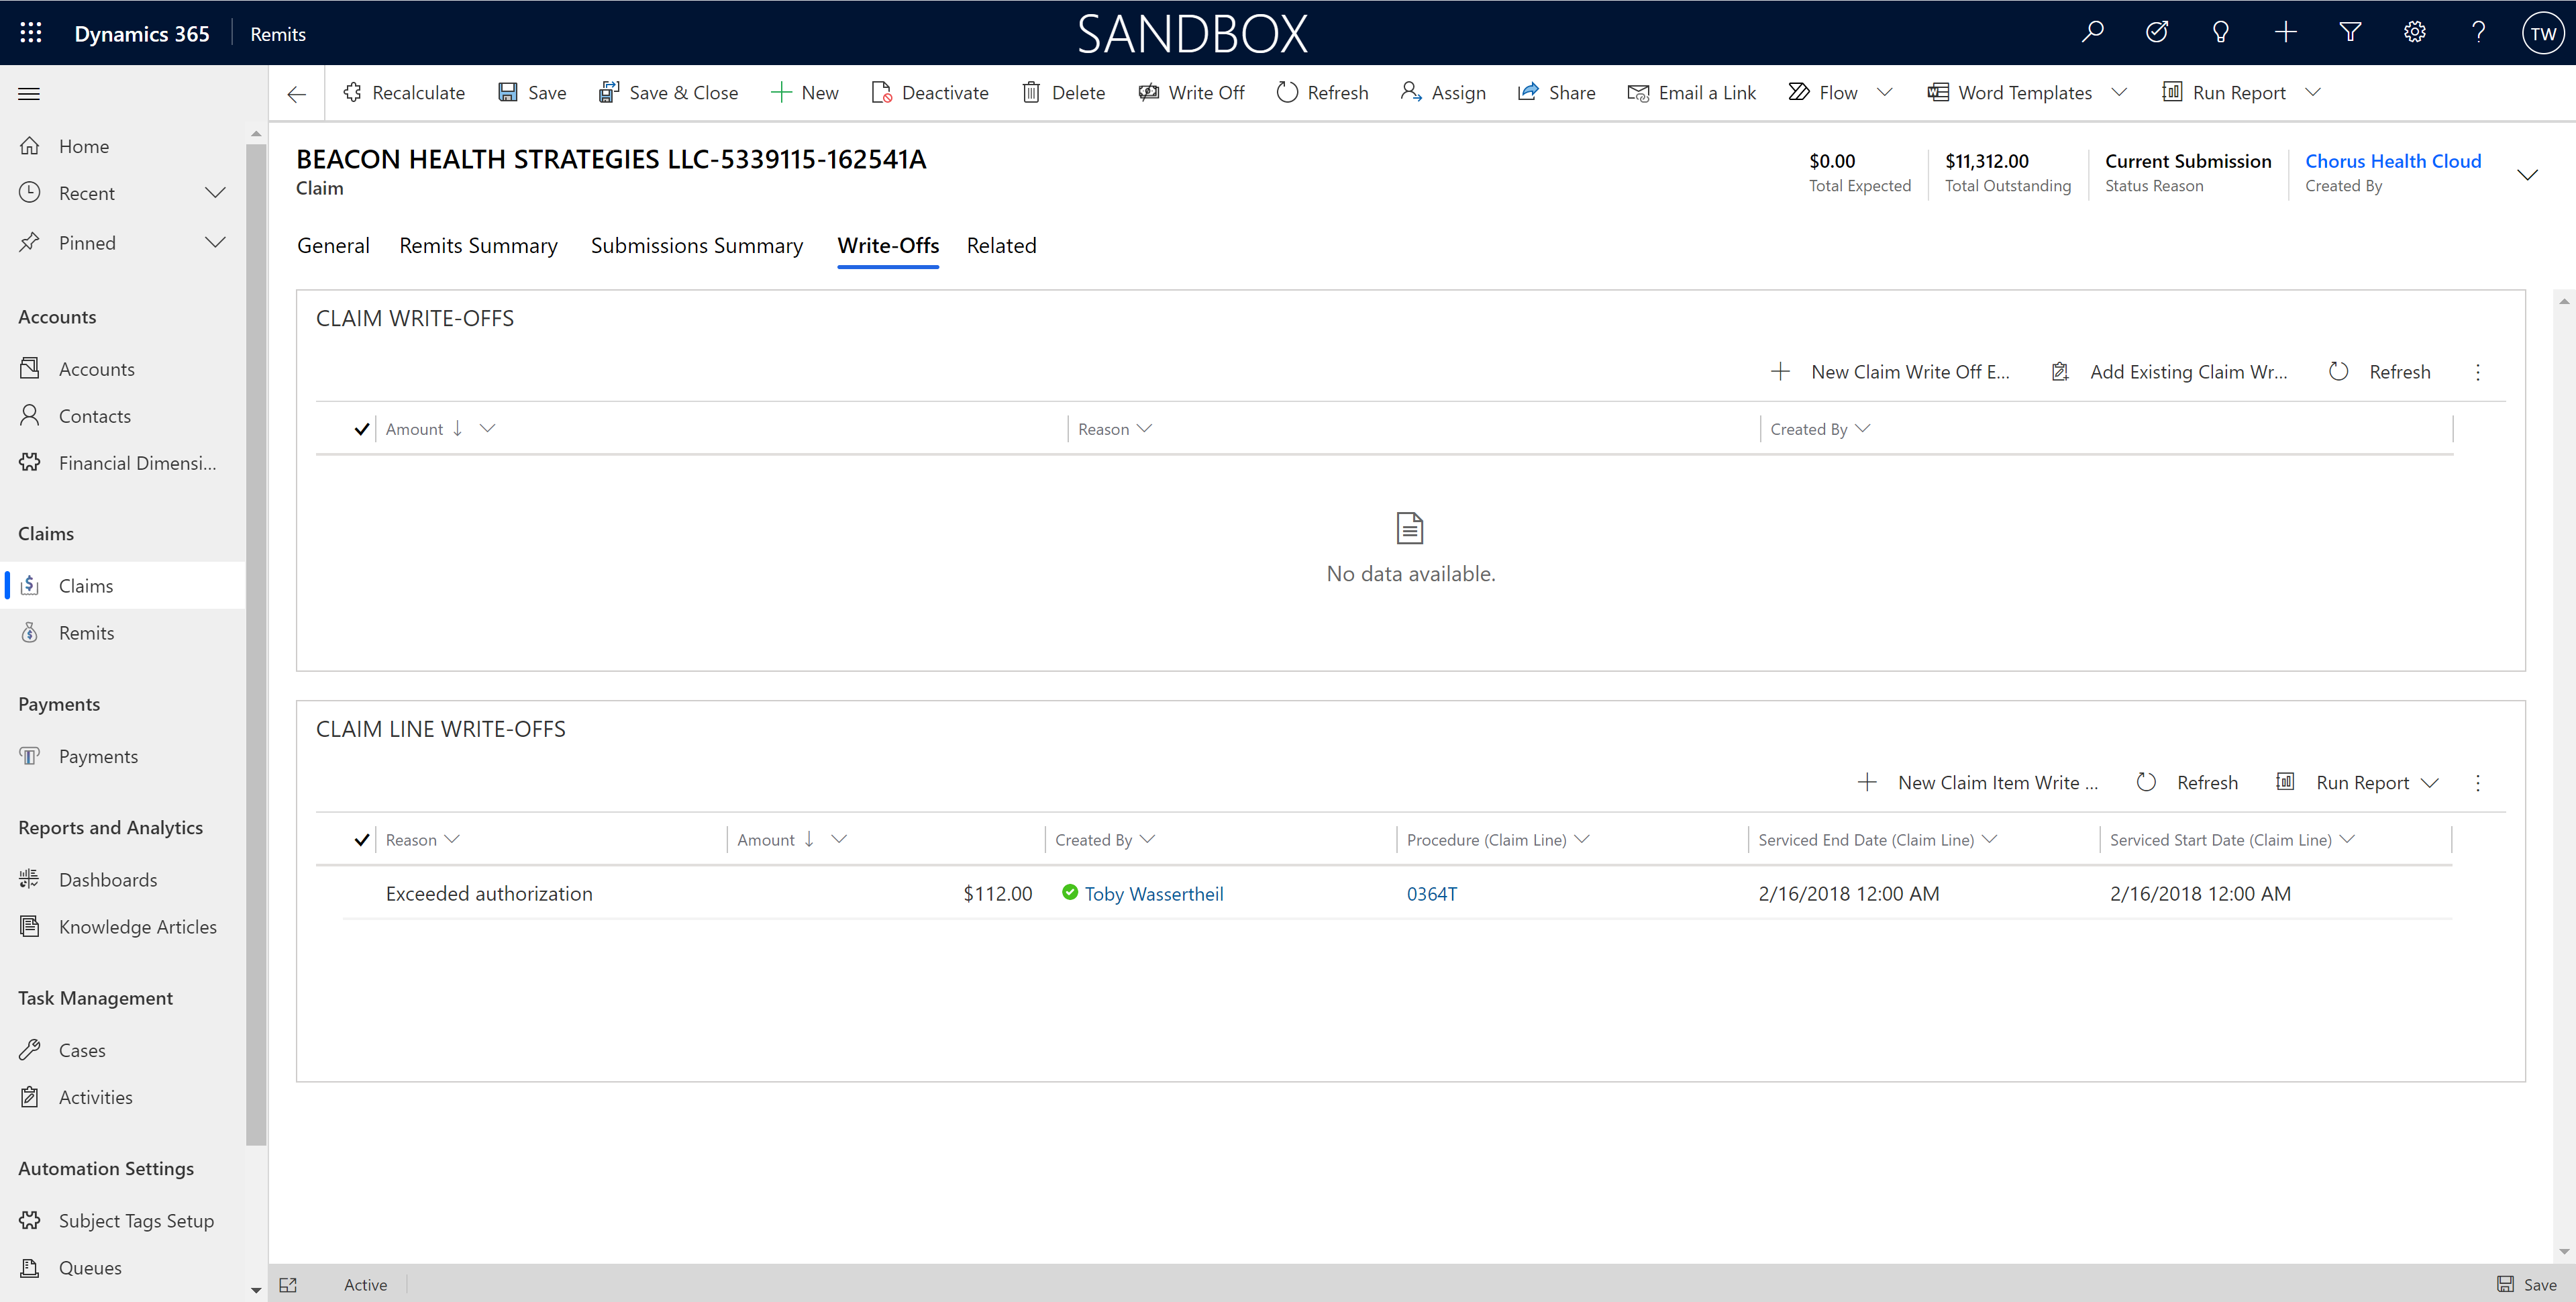 Dynamics 365 Remits SANDBOX TW
Recalculate Save Save & Close New Deactivate Delete Write Off Refresh Assign Share Email a Link Flow Word Templates Run Report
Home
Recent
Pinned
Accounts
Accounts
Contacts
Financial Dimensi...
Claims
Claims
Remits
Payments
Payments
Reports and Analytics
Dashboards
Knowledge Articles
Task Management
Cases
Activities
Automation Settings
Subject Tags Setup
Queues
BEACON HEALTH STRATEGIES LLC-5339115-162541A
Claim
$0.00 $11,312.00 Current Submission Chorus Health Cloud
Total Expected Total Outstanding Status Reason Created By
General Remits Summary Submissions Summary Write-Offs Related
CLAIM WRITE-OFFS
New Claim Write Off E... Add Existing Claim Wr... Refresh
Amount Reason Created By
No data available.
CLAIM LINE WRITE-OFFS
New Claim Item Write ... Refresh Run Report
Reason Amount Created By Procedure (Claim Line) Serviced End Date (Claim Line) Serviced Start Date (Claim Line)
Exceeded authorization $112.00 Toby Wassertheil 0364T 2/16/2018 12:00 AM 2/16/2018 12:00 AM
Active Save